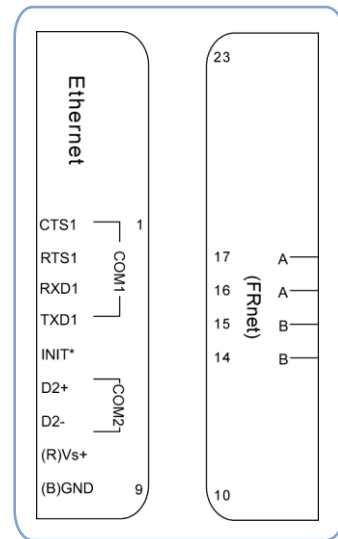 Ethernet
CTS1 1
RTS1
RXD1
TXD1
COM1
INIT*
D2+
D2-
COM2
(R)Vs+
(B)GND 9
23
17 A
16 A
15 B
14 B
(FRnet)
10